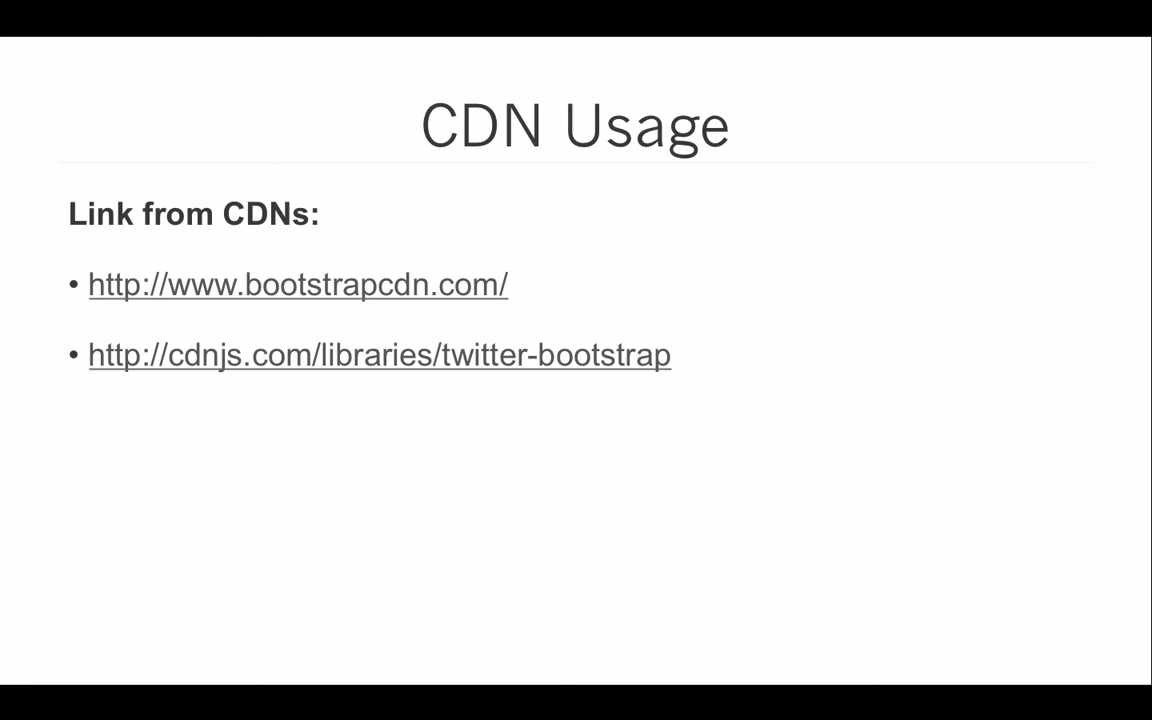 CDN Usage
Link from CDNs:
• http://www.bootstrapcdn.com/
• http://cdnjs.com/libraries/twitter-bootstrap